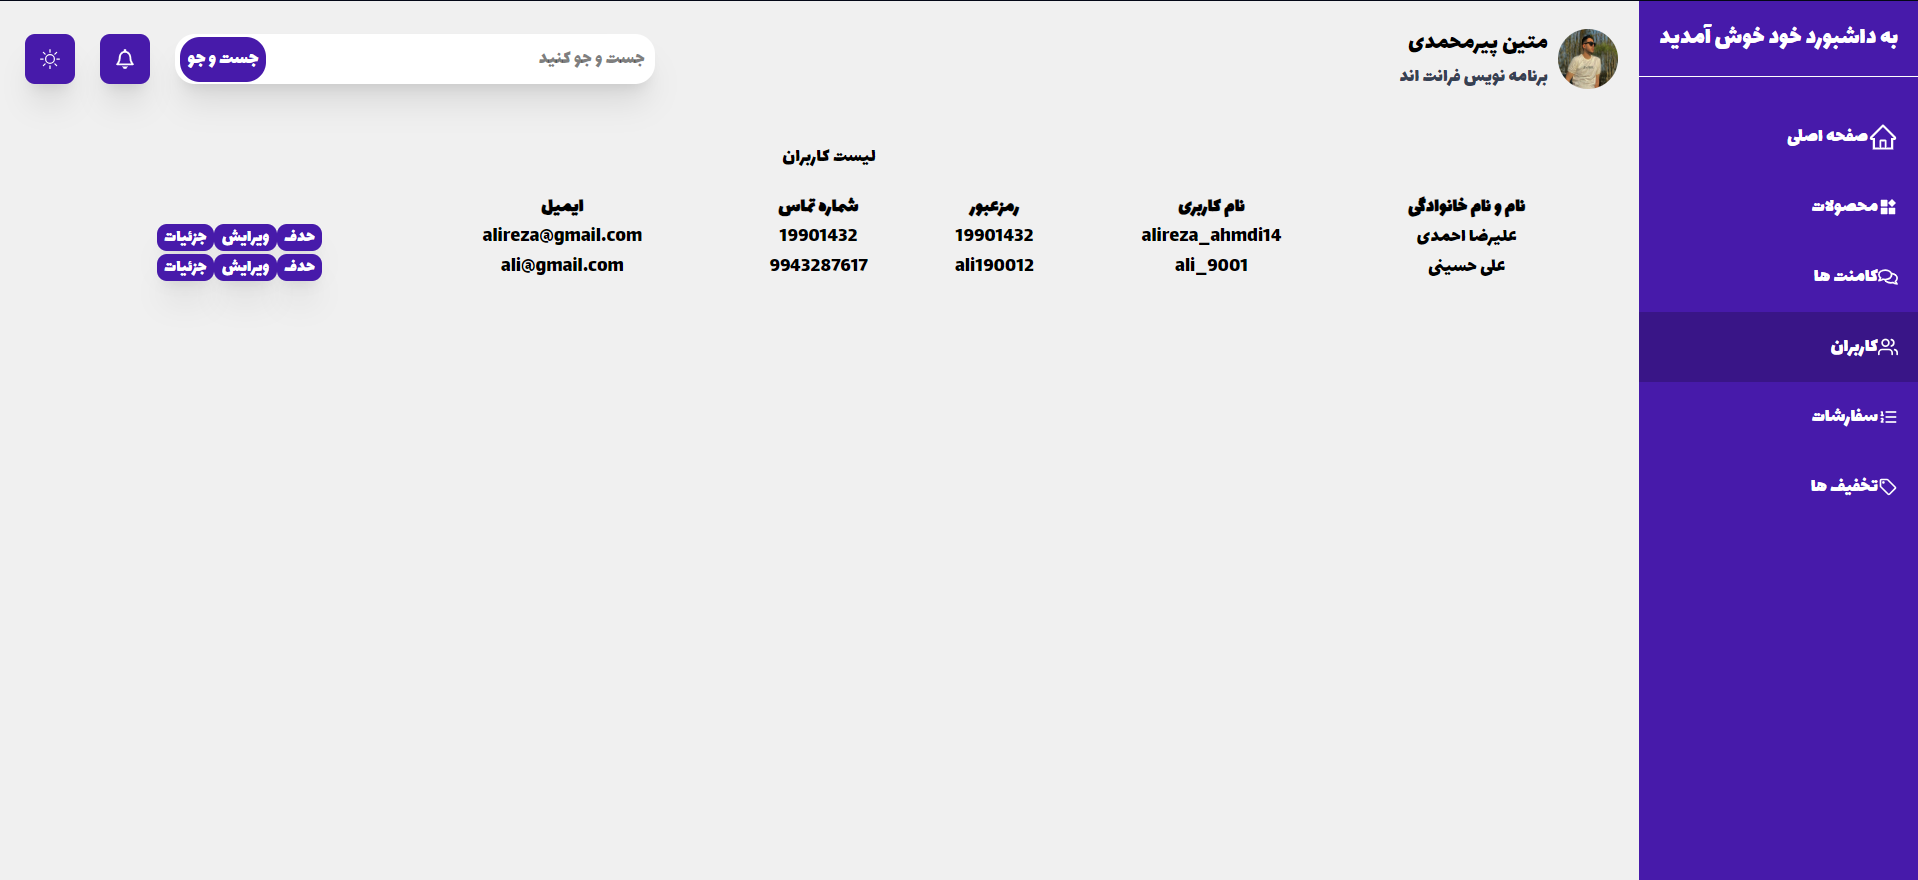 به داشبورد خود خوش آمدید
صفحه اصلی
محصولات
کامنت ها
کاربران
سفارشات
تخفیف ها
متین پیرمحمدی
برنامه نویس فرانت اند
جست و جو کنید
جست و جو
لیست کاربران
نام و نام خانوادگی نام کاربری رمزعبور شماره تماس ایمیل
علیرضا احمدی alireza_ahmdi14 19901432 19901432 alireza@gmail.com حذف ویرایش جزئیات
علی حسینی ali_9001 ali190012 9943287617 ali@gmail.com حذف ویرایش جزئیات